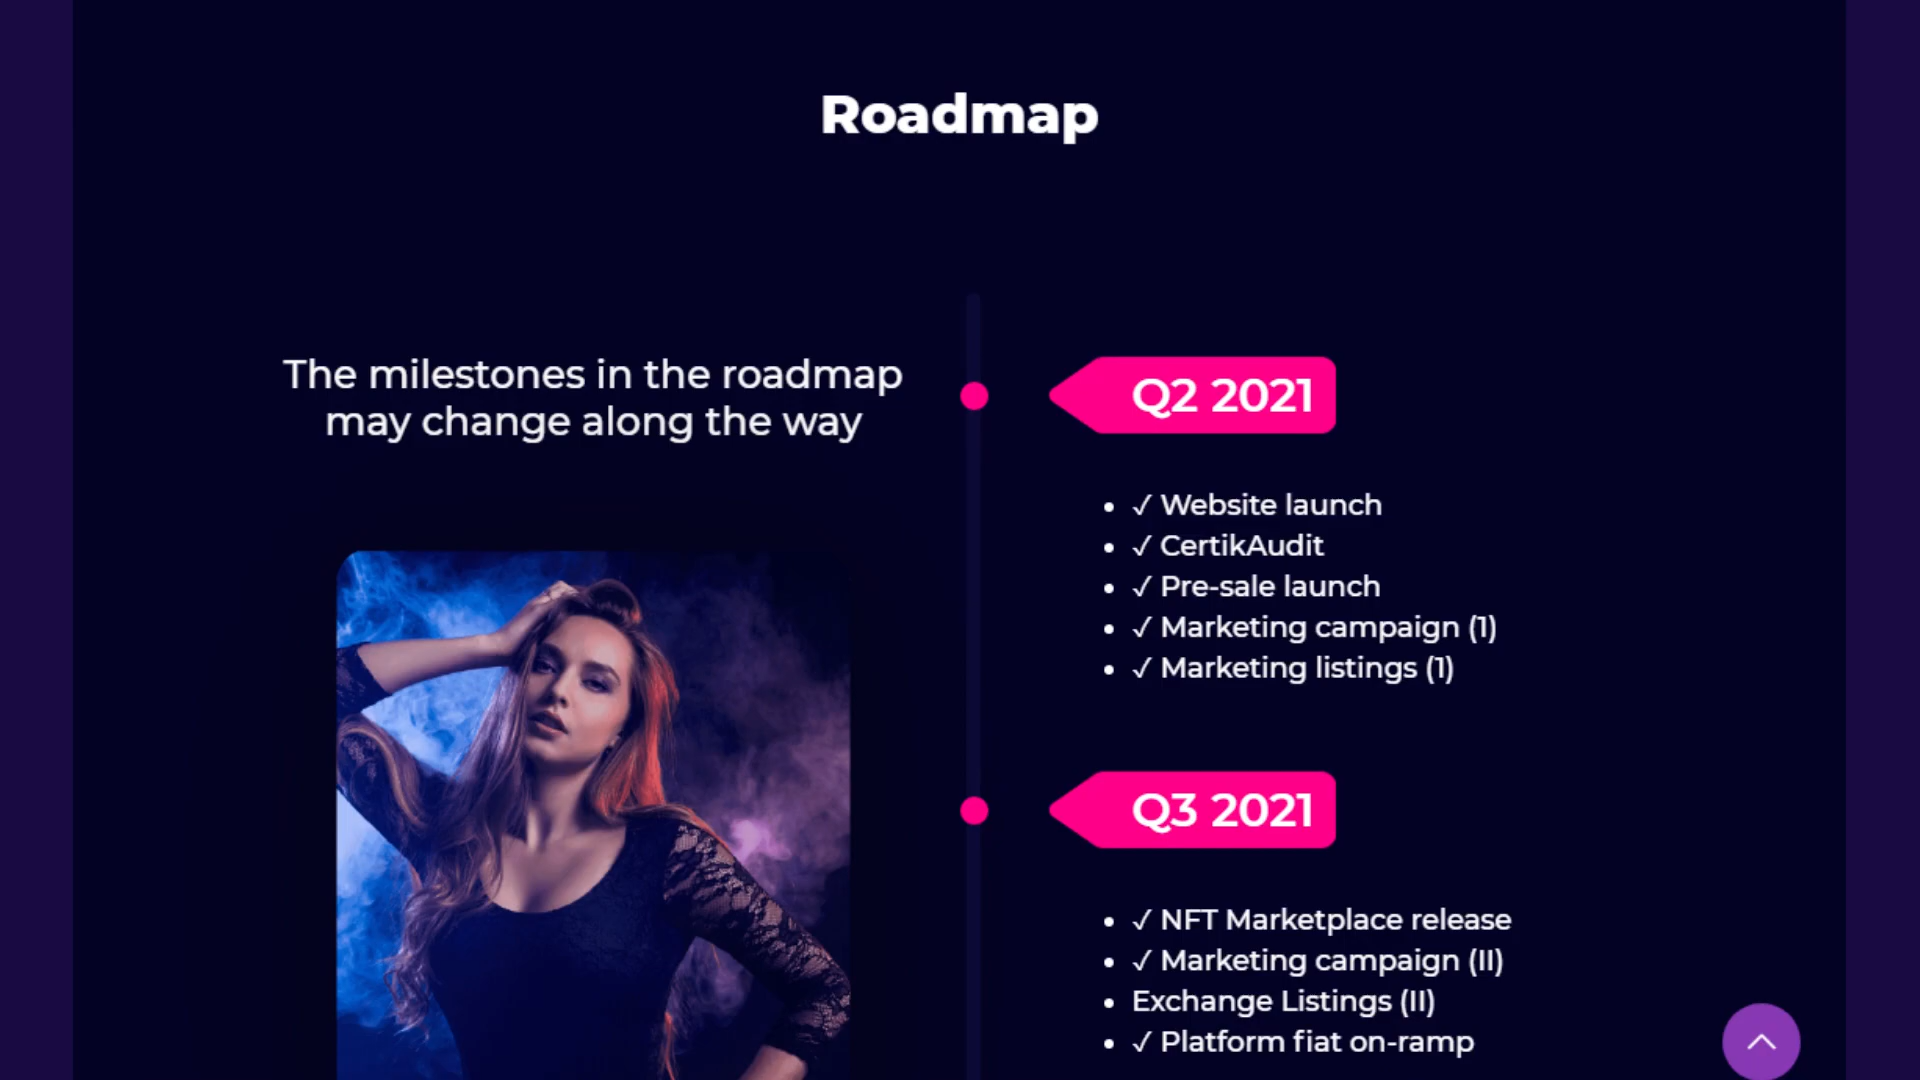 Roadmap
The milestones in the roadmap
may change along the way
Q2 2021
• ✓ Website launch
• ✓ CertikAudit
• ✓ Pre-sale launch
• ✓ Marketing campaign (1)
• ✓ Marketing listings (1)
Q3 2021
• ✓ NFT Marketplace release
• ✓ Marketing campaign (II)
• Exchange Listings (II)
• ✓ Platform fiat on-ramp